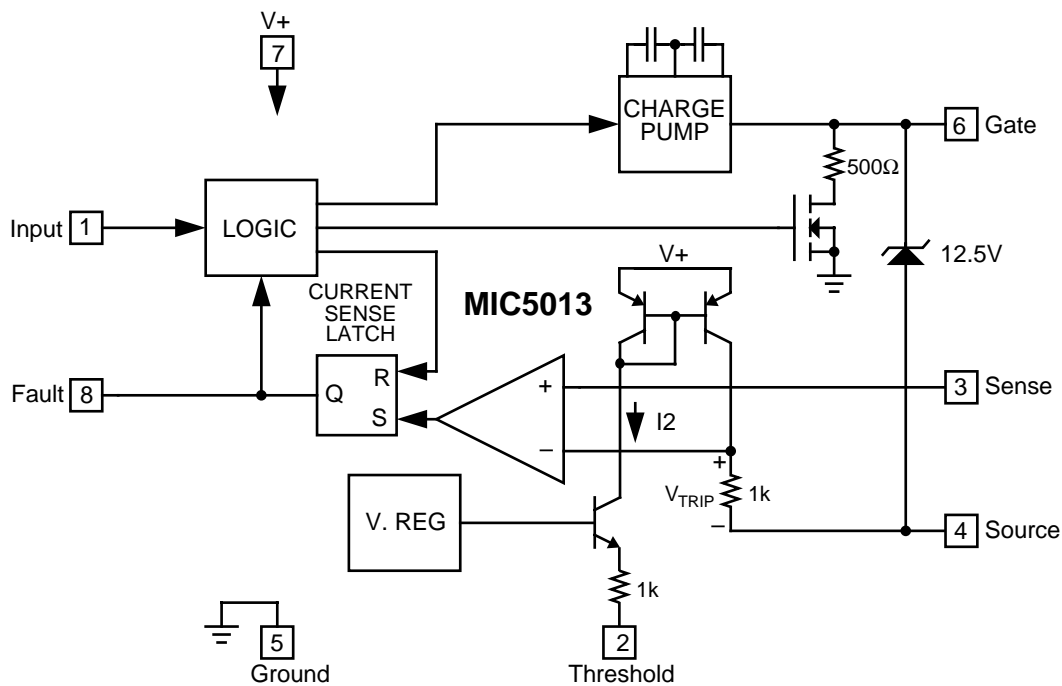 V+
7
CHARGE
PUMP
6 Gate
500Ω
Input 1
LOGIC
12.5V
V+
CURRENT
SENSE
LATCH
MIC5013
R
Fault 8
Q
S
+
3 Sense
I2
−
+
V. REG
VTRIP
1k
−
4 Source
1k
5
Ground
2
Threshold